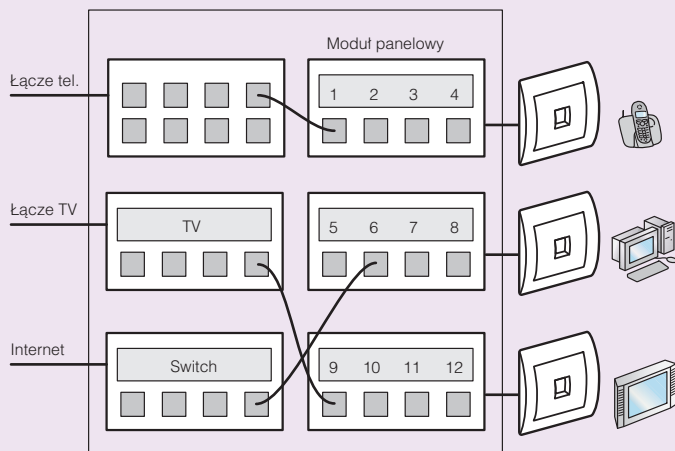 Moduł panelowy
Łącze tel.
1 2 3 4
Łącze TV
TV
5 6 7 8
Internet
Switch
9 10 11 12